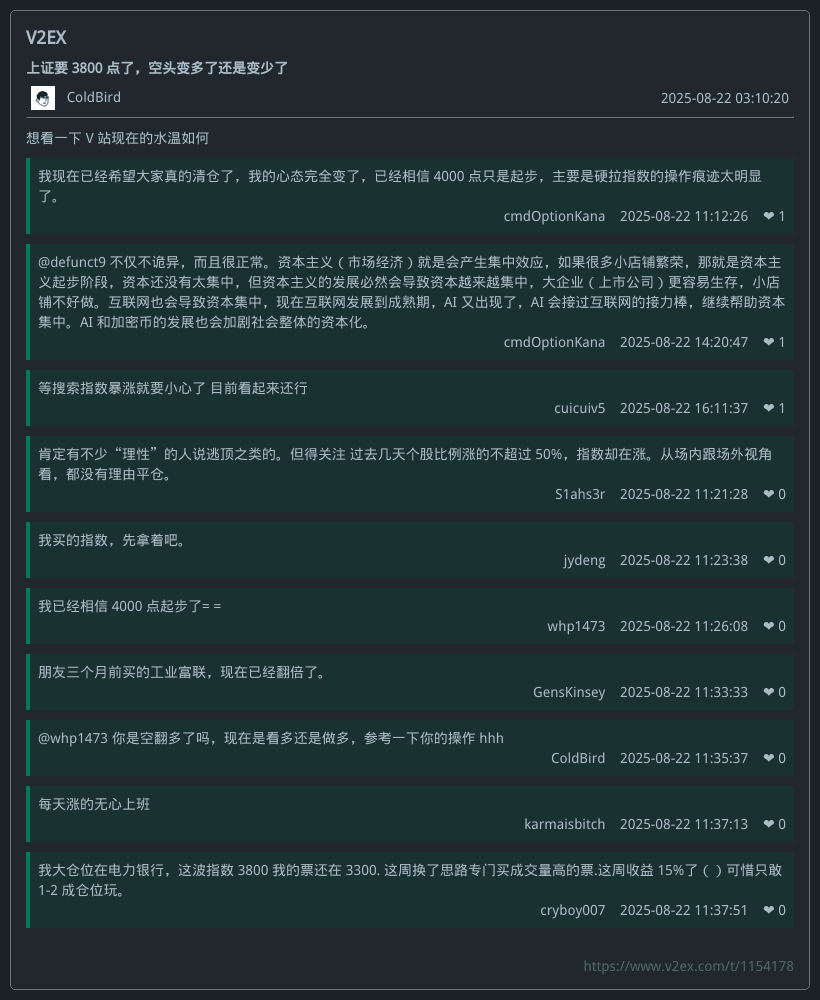 V2EX
上证要 3800 点了，空头变多了还是变少了
ColdBird 2025-08-22 03:10:20
想看一下 V 站现在的水温如何
我现在已经希望大家真的清仓了，我的心态完全变了，已经相信 4000 点只是起步，主要是硬拉指数的操作痕迹太明显
了。
cmdOptionKana 2025-08-22 11:12:26 ❤ 1
@defunct9 不仅不诡异，而且很正常。资本主义（市场经济）就是会产生集中效应，如果很多小店铺繁荣，那就是资本主
义起步阶段，资本还没有太集中，但资本主义的发展必然会导致资本越来越集中，大企业（上市公司）更容易生存，小店
铺不好做。互联网也会导致资本集中，现在互联网发展到成熟期，AI 又出现了，AI 会接过互联网的接力棒，继续帮助资本
集中。AI 和加密币的发展也会加剧社会整体的资本化。
cmdOptionKana 2025-08-22 14:20:47 ❤ 1
等搜索指数暴涨就要小心了 目前看起来还行
cuicuiv5 2025-08-22 16:11:37 ❤ 1
肯定有不少“理性”的人说逃顶之类的。但得关注 过去几天个股比例涨的不超过 50%，指数却在涨。从场内跟场外视角
看，都没有理由平仓。
S1ahs3r 2025-08-22 11:21:28 ❤ 0
我买的指数，先拿着吧。
jydeng 2025-08-22 11:23:38 ❤ 0
我已经相信 4000 点起步了= =
whp1473 2025-08-22 11:26:08 ❤ 0
朋友三个月前买的工业富联，现在已经翻倍了。
GensKinsey 2025-08-22 11:33:33 ❤ 0
@whp1473 你是空翻多了吗，现在是看多还是做多，参考一下你的操作 hhh
ColdBird 2025-08-22 11:35:37 ❤ 0
每天涨的无心上班
karmaisbitch 2025-08-22 11:37:13 ❤ 0
我大仓位在电力银行，这波指数 3800 我的票还在 3300. 这周换了思路专门买成交量高的票.这周收益 15%了（ ）可惜只敢
1-2 成仓位玩。
cryboy007 2025-08-22 11:37:51 ❤ 0
https://www.v2ex.com/t/1154178